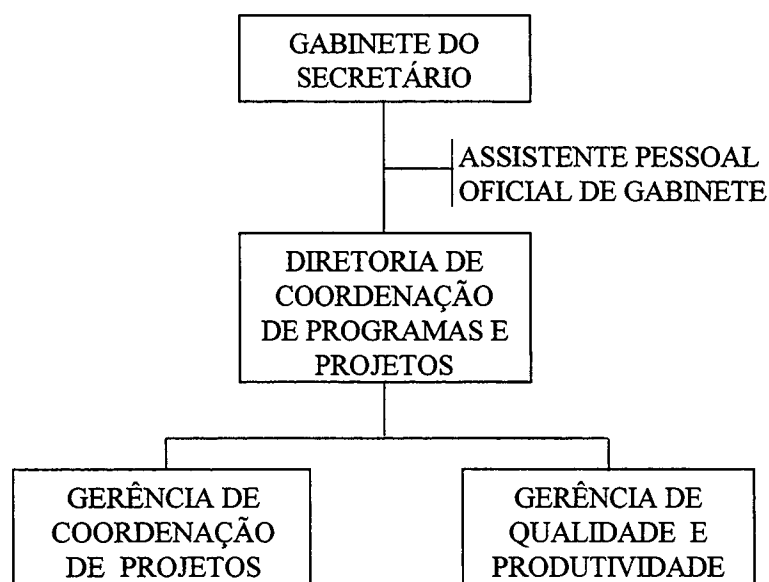 GABINETE DO
SECRETÁRIO
ASSISTENTE PESSOAL
OFICIAL DE GABINETE
DIRETORIA DE
COORDENAÇÃO
DE PROGRAMAS E
PROJETOS
GERÊNCIA DE
COORDENAÇÃO
DE PROJETOS
GERÊNCIA DE
QUALIDADE E
PRODUTIVIDADE